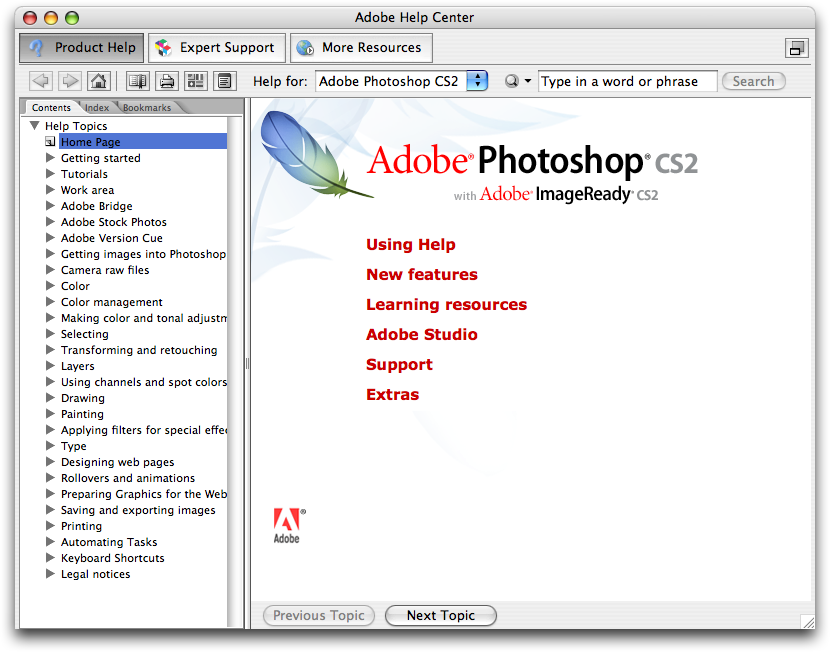 Adobe Help Center
Product Help
Expert Support
More Resources
Help for:
Adobe Photoshop CS2
Type in a word or phrase
Search
Contents
Index
Bookmarks
Help Topics
Home Page
Getting started
Tutorials
Work area
Adobe Bridge
Adobe Stock Photos
Adobe Version Cue
Getting images into Photoshop
Camera raw files
Color
Color management
Making color and tonal adjustm
Selecting
Transforming and retouching
Layers
Using channels and spot colors
Drawing
Painting
Applying filters for special effec
Type
Designing web pages
Rollovers and animations
Preparing Graphics for the Web
Saving and exporting images
Printing
Automating Tasks
Keyboard Shortcuts
Legal notices
Adobe® Photoshop® CS2
with Adobe® ImageReady® CS2
Using Help
New features
Learning resources
Adobe Studio
Support
Extras
®
Adobe
Previous Topic
Next Topic